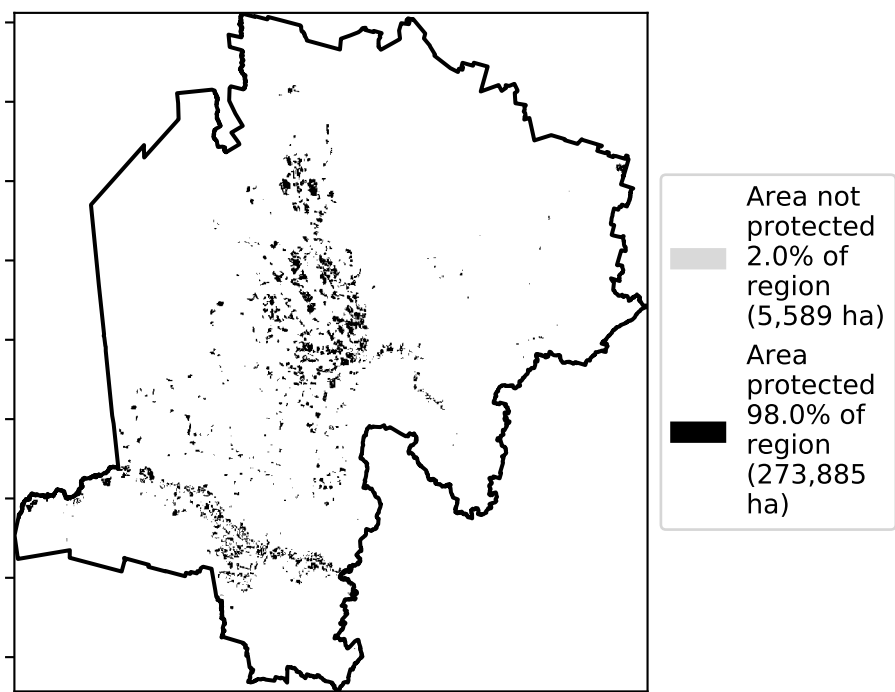 Area not
protected
2.0% of
region
(5,589 ha)
Area
protected
98.0% of
region
(273,885
ha)